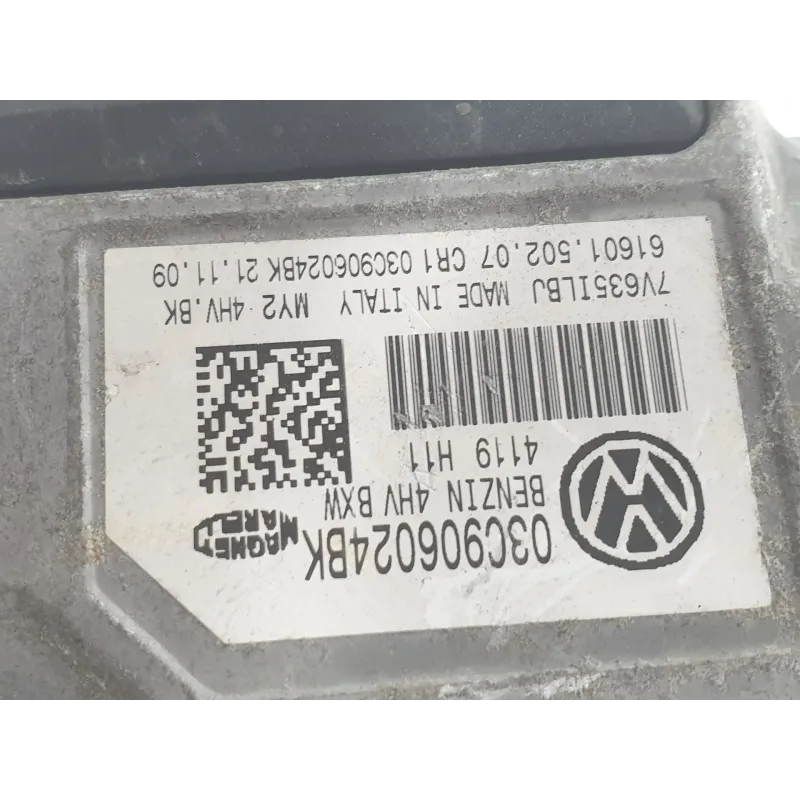 03C906024BK
BENZIN 4HV BXW
4119 H11
MAGNETI
MARELLI
7V635ILBJ MADE IN ITALY MY2 4HV.BK
61601.502.07 CR1 03C906024BK 21.11.09